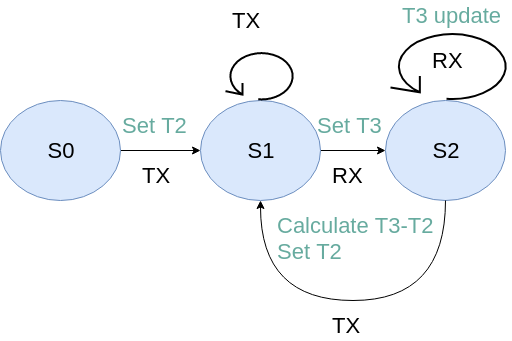 T3 update
TX
RX
Set T2
Set T3
S0
S1
S2
TX
RX
Calculate T3-T2
Set T2
TX